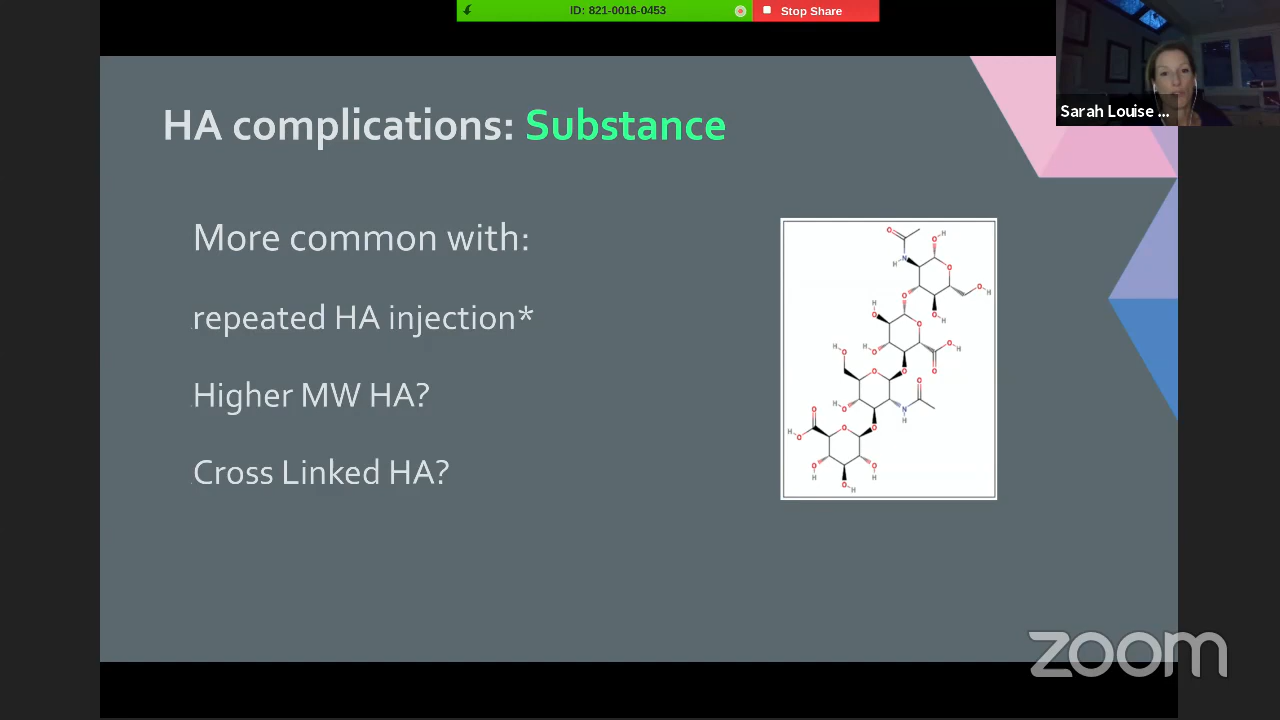 ID: 821-0016-0453
Stop Share
Sarah Louise ...
HA complications: Substance
More common with:
repeated HA injection*
Higher MW HA?
Cross Linked HA?
zoom